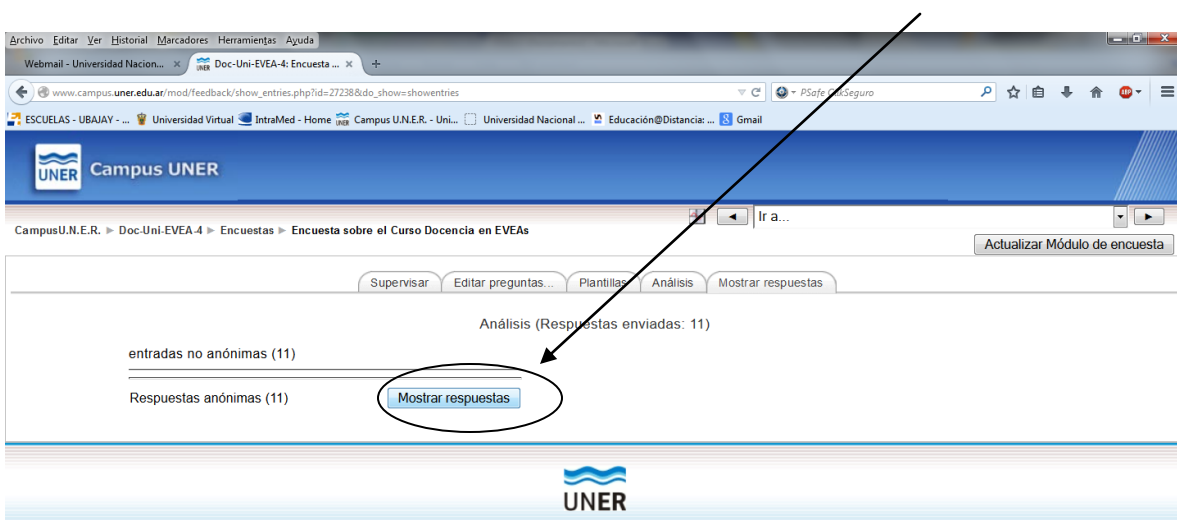 Archivo Editar Ver Historial Marcadores Herramientas Ayuda
Webmail - Universidad Nacion... × UNER Doc-Uni-EVEA-4: Encuesta ... × +
www.campus.uner.edu.ar/mod/feedback/show_entries.php?id=27238&do_show=showentries PSafe
ESCUELAS - UBAJAY - ... Universidad Virtual IntraMed - Home UNER Campus U.N.E.R. - Uni... Universidad Nacional ... Educación@Distancia: ... 8 Gmail
UNER Campus UNER
Ir a...
CampusU.N.E.R. ► Doc-Uni-EVEA-4 ► Encuestas ► Encuesta sobre el Curso Docencia en EVEAs
Actualizar Módulo de encuesta
Supervisar Editar preguntas... Plantillas Análisis Mostrar respuestas
Análisis (Respuestas enviadas: 11)
entradas no anónimas (11)
Respuestas anónimas (11) Mostrar respuestas
UNER